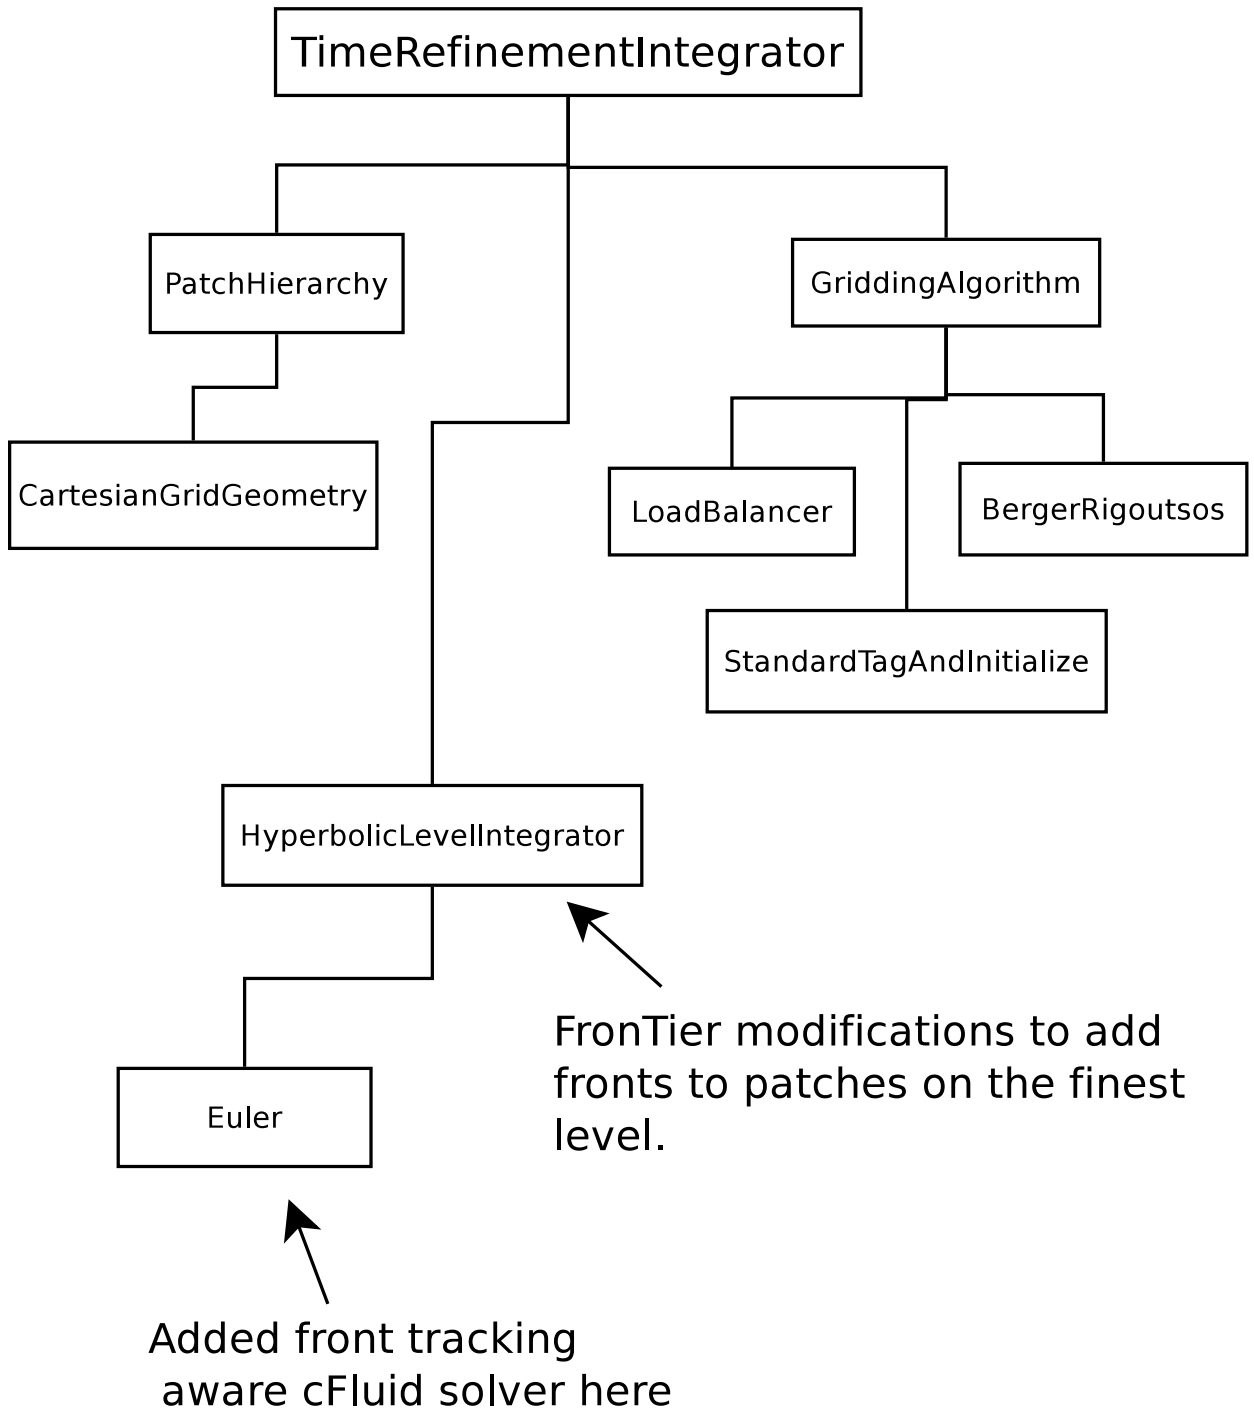 TimeRefinementIntegrator
PatchHierarchy
GriddingAlgorithm
CartesianGridGeometry
LoadBalancer
BergerRigoutsos
StandardTagAndInitialize
HyperbolicLevelIntegrator
FronTier modifications to add
fronts to patches on the finest
level.
Euler
Added front tracking
aware cFluid solver here